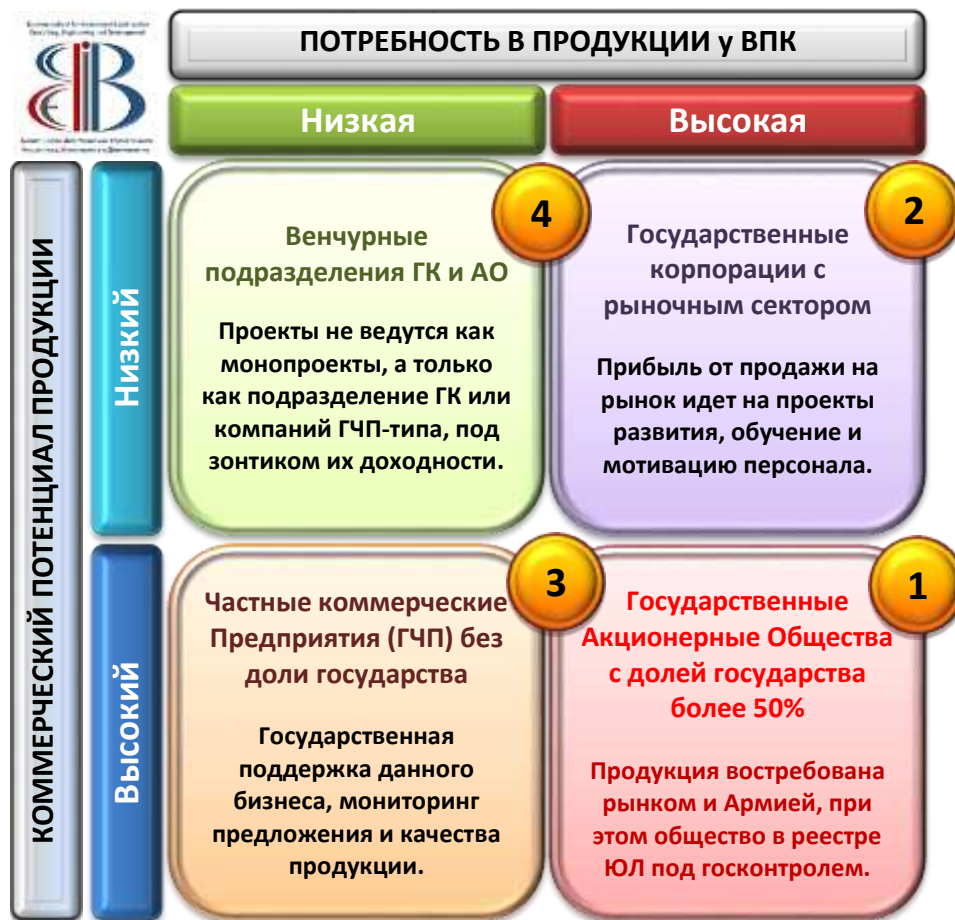 ПОТРЕБНОСТЬ В ПРОДУКЦИИ у ВПК
Низкая
Высокая
КОММЕРЧЕСКИЙ ПОТЕНЦИАЛ ПРОДУКЦИИ
Низкий
4
Венчурные
подразделения ГК и АО
Проекты не ведутся как
монопроекты, а только
как подразделение ГК или
компаний ГЧП-типа, под
зонтиком их доходности.
2
Государственные
корпорации с
рыночным сектором
Прибыль от продажи на
рынок идет на проекты
развития, обучение и
мотивацию персонала.
Высокий
3
Частные коммерческие
Предприятия (ГЧП) без
доли государства
Государственная
поддержка данного
бизнеса, мониторинг
предложения и качества
продукции.
1
Государственные
Акционерные Общества
с долей государства
более 50%
Продукция востребована
рынком и Армией, при
этом общество в реестре
ЮЛ под госконтролем.